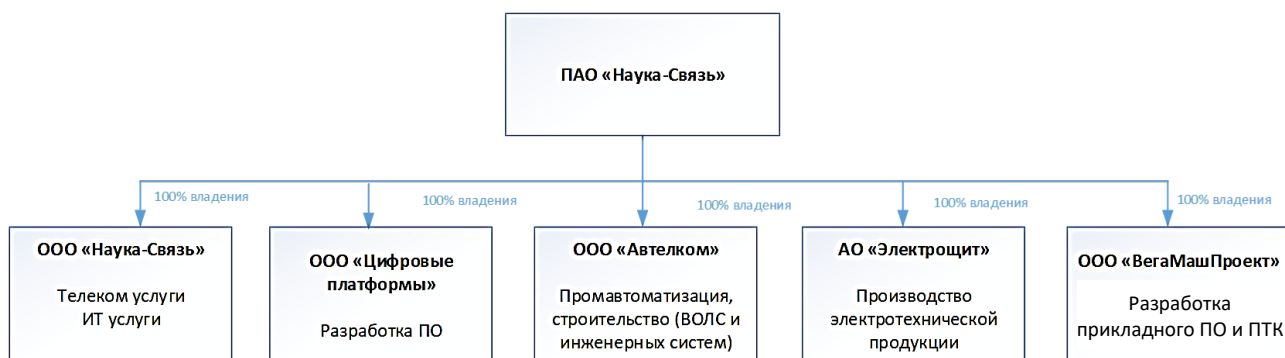 ПАО «Наука-Связь»
100% владения
100% владения
100% владения
100% владения
100% владения
ООО «Наука-Связь»
Телеком услуги
ИТ услуги
ООО «Цифровые
платформы»
Разработка ПО
ООО «Автелком»
Промавтоматизация,
строительство (ВОЛС и
инженерных систем)
АО «Электрощит»
Производство
электротехнической
продукции
ООО «ВегаМашПроект»
Разработка
прикладного ПО и ПТК